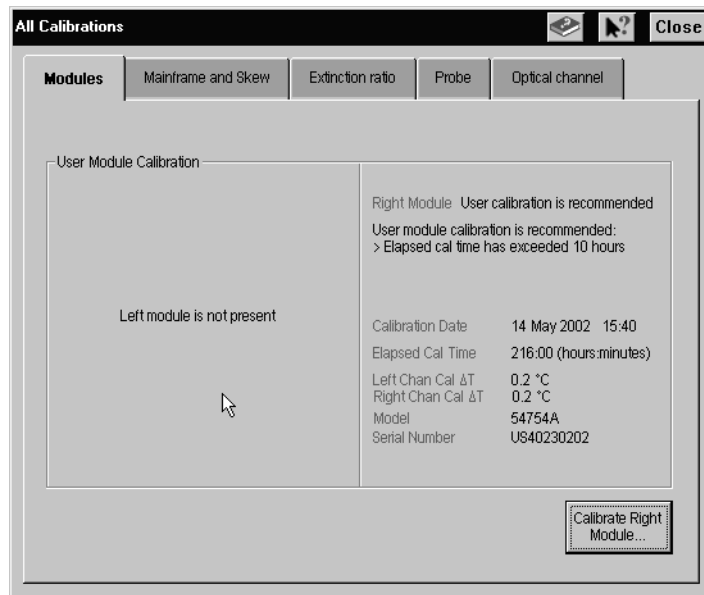 All Calibrations
Close
Modules
Mainframe and Skew
Extinction ratio
Probe
Optical channel
User Module Calibration
Left module is not present
Right Module User calibration is recommended
User module calibration is recommended:
> Elapsed cal time has exceeded 10 hours
Calibration Date 14 May 2002 15:40
Elapsed Cal Time 216:00 (hours:minutes)
Left Chan Cal ΔT 0.2 °C
Right Chan Cal ΔT 0.2 °C
Model 54754A
Serial Number US40230202
Calibrate Right
Module...